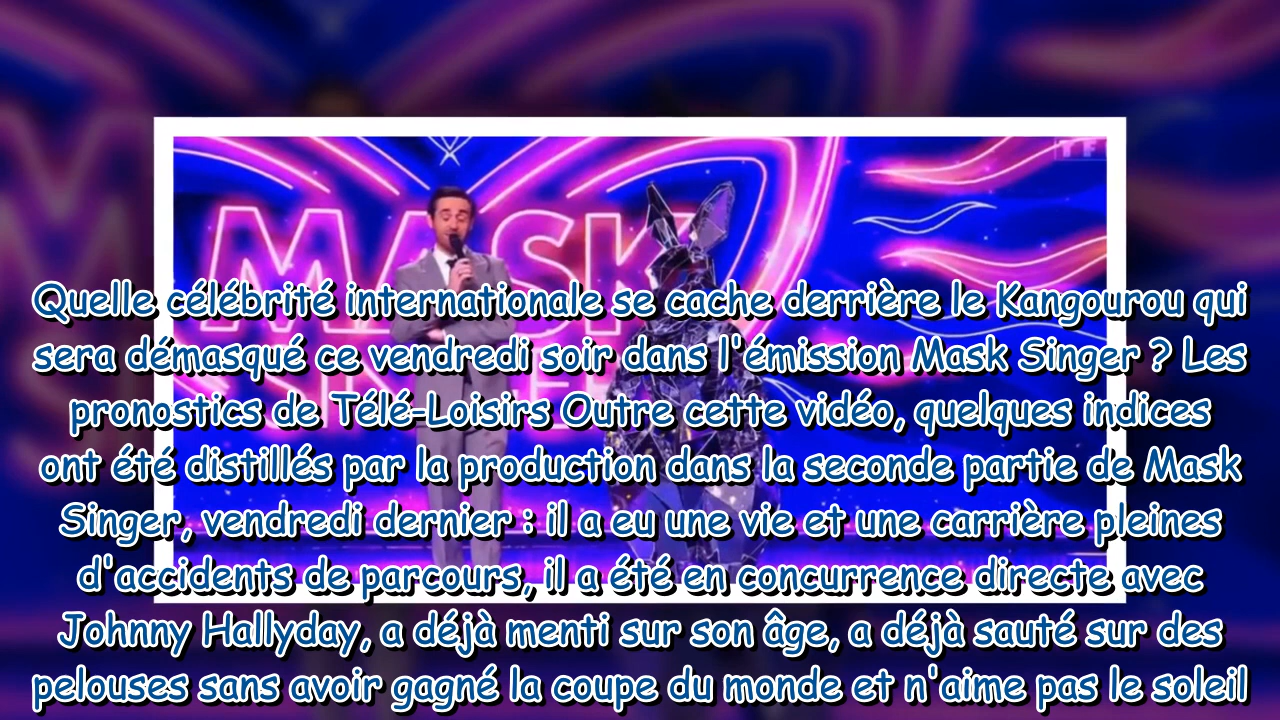 TF1
MASK
Quelle célébrité internationale se cache derrière le Kangourou qui
sera démasqué ce vendredi soir dans l'émission Mask Singer ? Les
pronostics de Télé-Loisirs Outre cette vidéo, quelques indices
ont été distillés par la production dans la seconde partie de Mask
Singer, vendredi dernier : il a eu une vie et une carrière pleines
d'accidents de parcours, il a été en concurrence directe avec
Johnny Hallyday, a déjà menti sur son âge, a déjà sauté sur des
pelouses sans avoir gagné la coupe du monde et n'aime pas le soleil